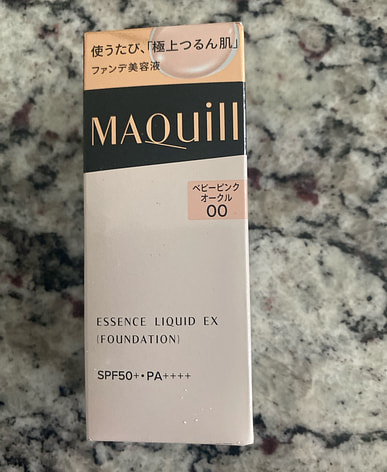 使うたび、「極上つるん肌」
ファンデ美容液
MAQuill
ベビーピンク
オークル
00
ESSENCE LIQUID EX
(FOUNDATION)
SPF50+・PA++++